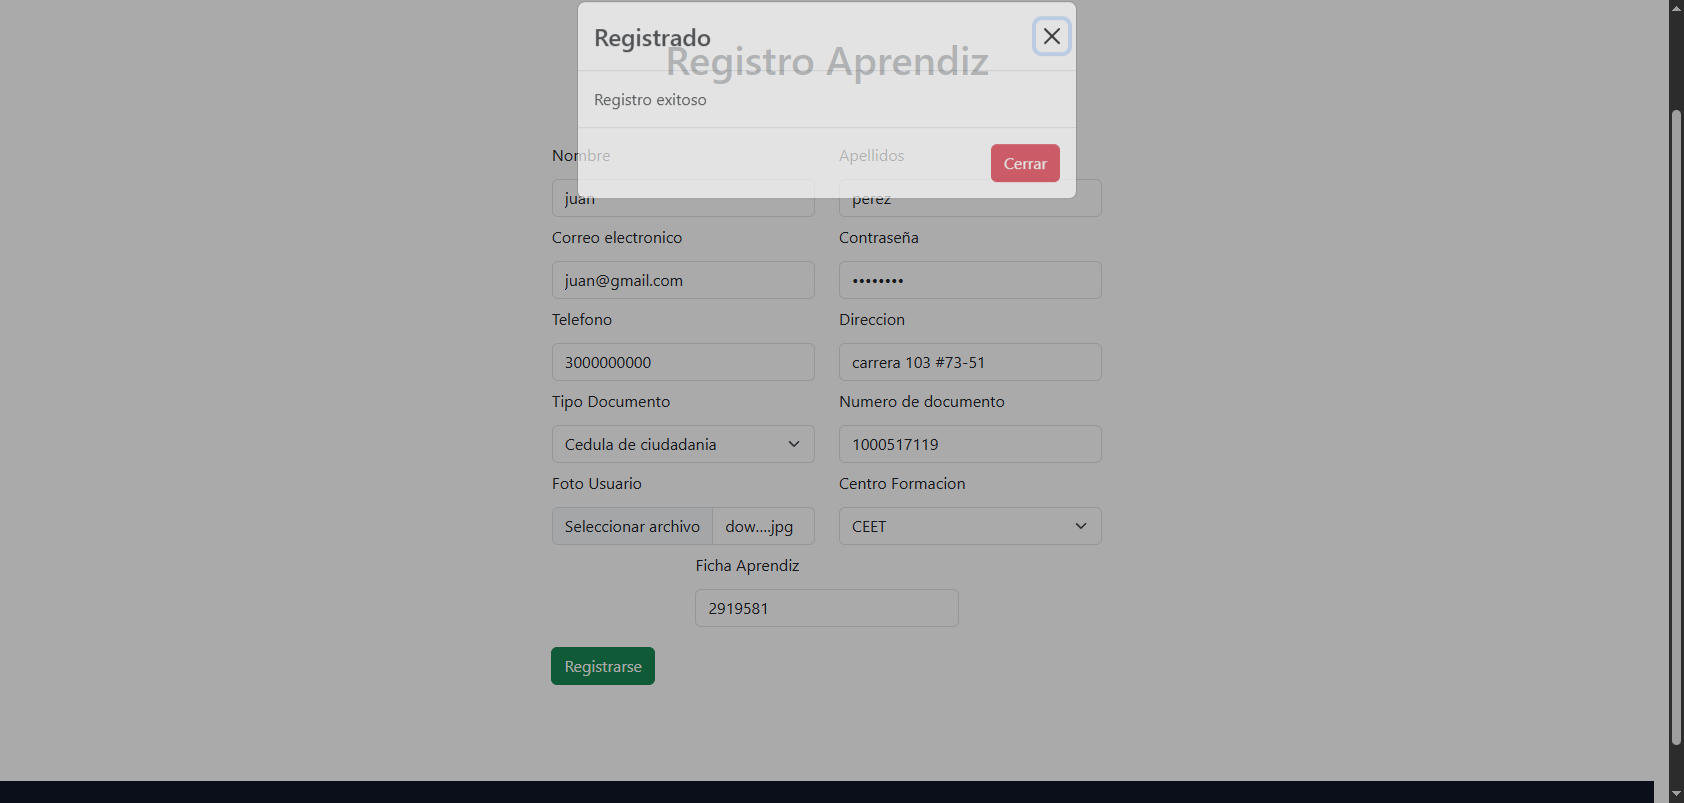 Registrado
Registro Aprendiz
Registro exitoso
Nombre
Apellidos
Cerrar
juan
perez
Correo electronico
Contraseña
juan@gmail.com
••••••••
Telefono
Direccion
3000000000
carrera 103 #73-51
Tipo Documento
Numero de documento
Cedula de ciudadania
1000517119
Foto Usuario
Centro Formacion
Seleccionar archivo
dow....jpg
CEET
Ficha Aprendiz
2919581
Registrarse